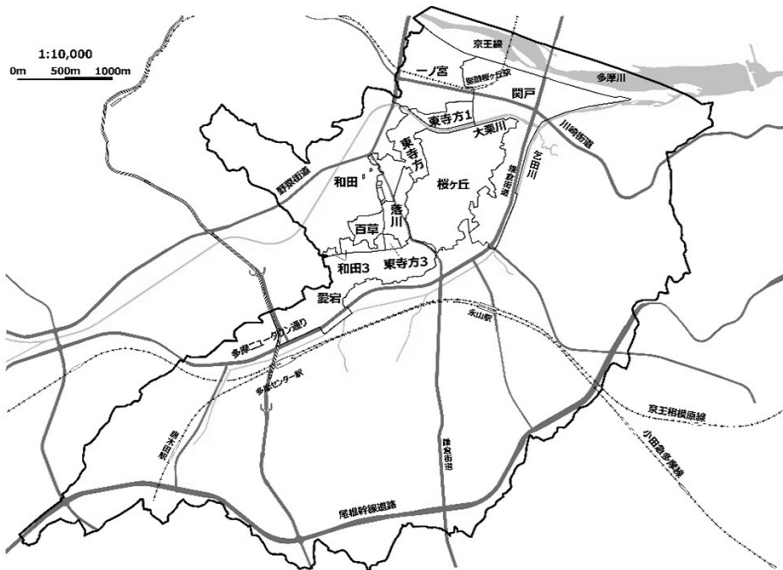 1:10,000
0m 500m 1000m
京王線
多摩川
一ノ宮
聖蹟桜ヶ丘駅
関戸
東寺方1
大栗川
川崎街道
東寺方
乞田川
鎌倉街道
野猿街道
和田
桜ヶ丘
落川
百草
和田3
東寺方3
愛宕
多摩ニュータウン通り
永山駅
多摩センター駅
唐木田駅
京王相模原線
小田急多摩線
鎌倉街道
尾根幹線道路